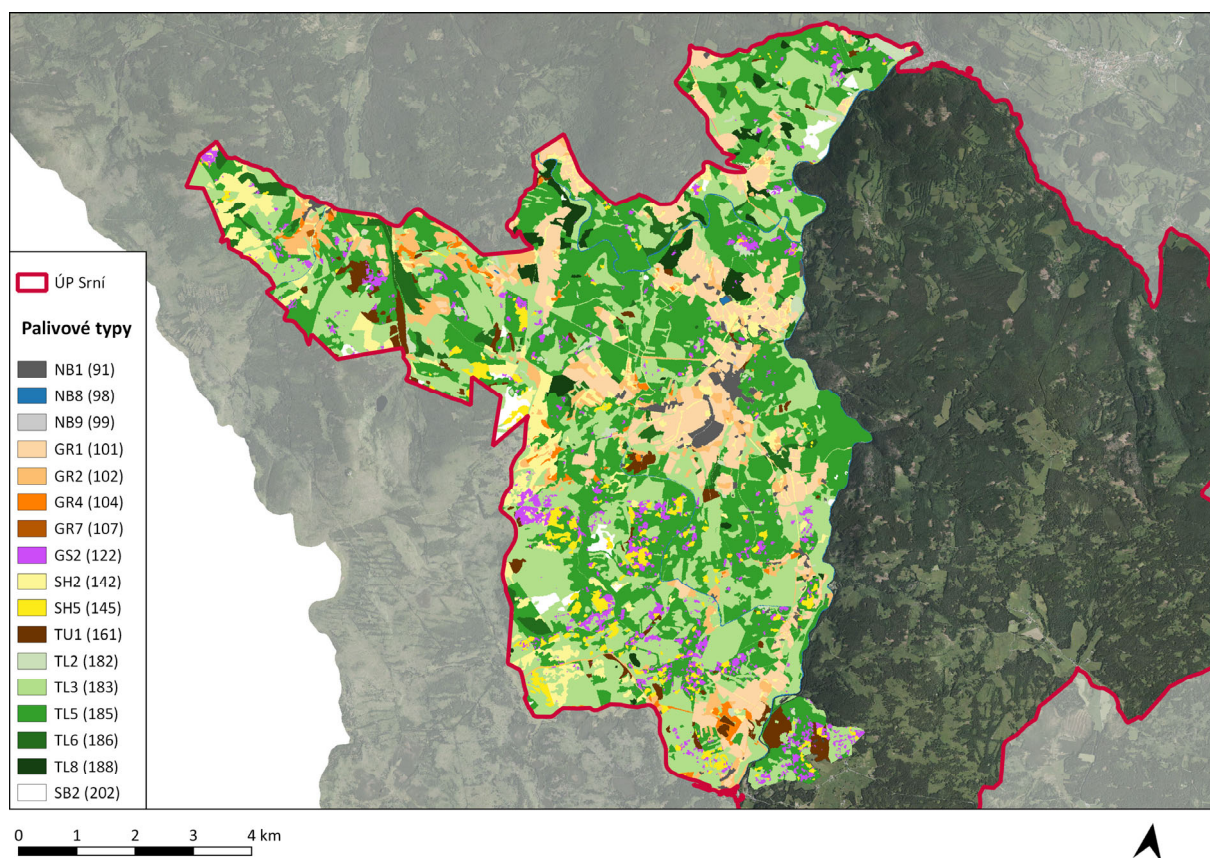 ÚP Srní
Palivové typy
NB1 (91)
NB8 (98)
NB9 (99)
GR1 (101)
GR2 (102)
GR4 (104)
GR7 (107)
GS2 (122)
SH2 (142)
SH5 (145)
TU1 (161)
TL2 (182)
TL3 (183)
TL5 (185)
TL6 (186)
TL8 (188)
SB2 (202)
0 1 2 3 4 km